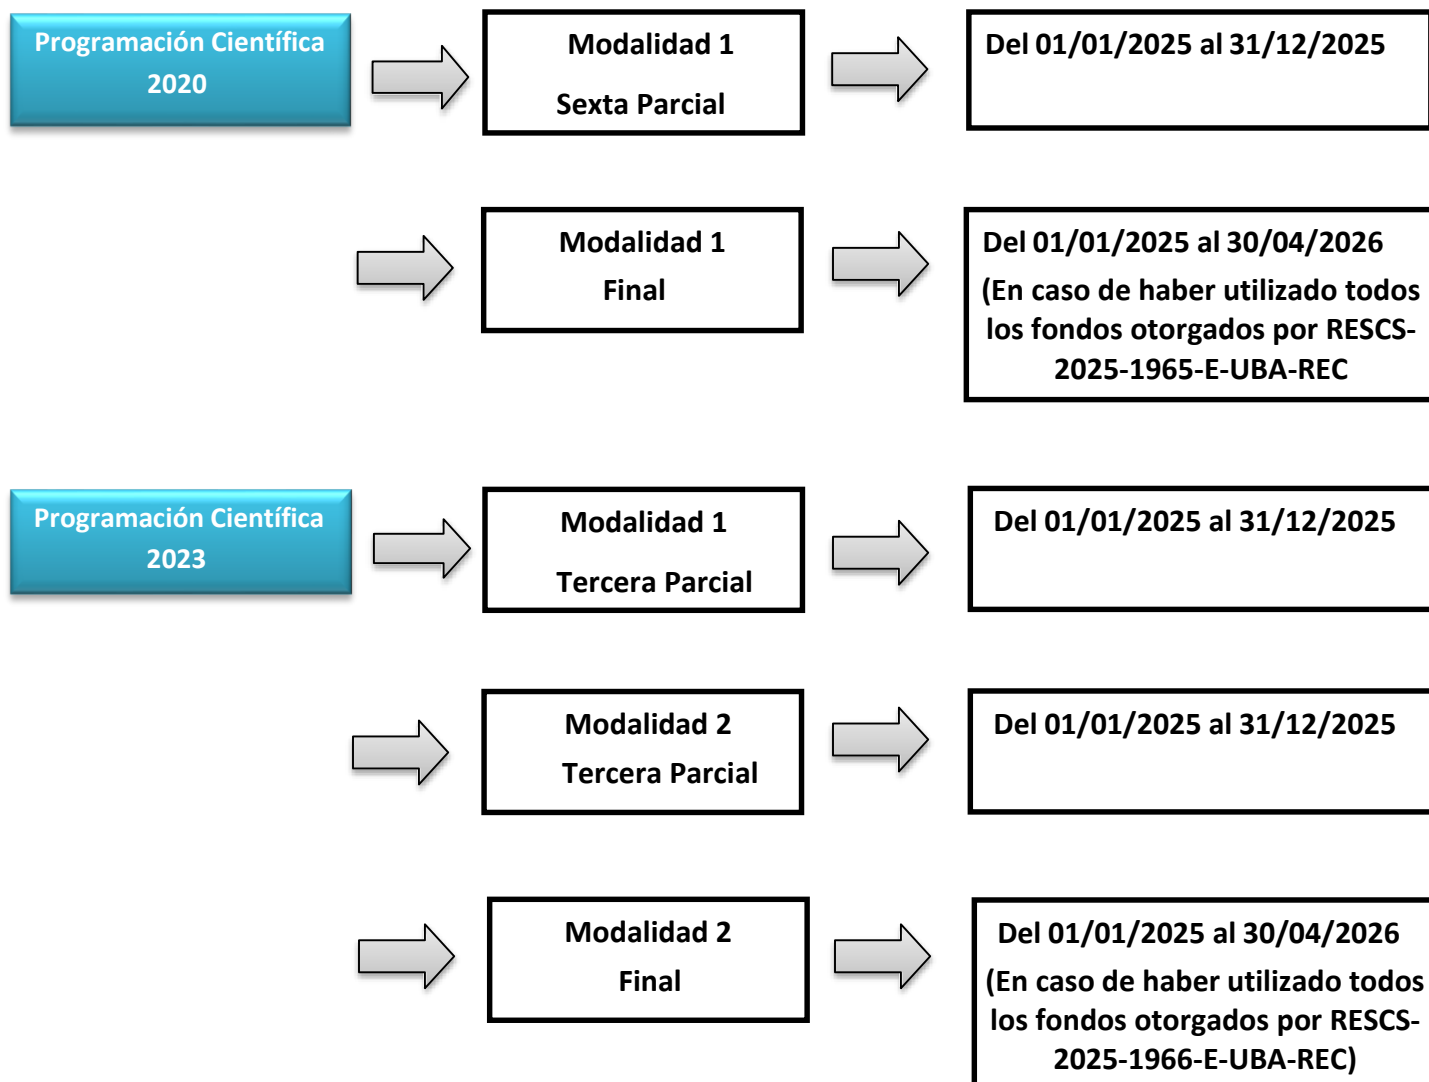 Programación Científica
2020
Modalidad 1
Sexta Parcial
Del 01/01/2025 al 31/12/2025
Modalidad 1
Final
Del 01/01/2025 al 30/04/2026
(En caso de haber utilizado todos
los fondos otorgados por RESCS-
2025-1965-E-UBA-REC
Programación Científica
2023
Modalidad 1
Tercera Parcial
Del 01/01/2025 al 31/12/2025
Modalidad 2
Tercera Parcial
Del 01/01/2025 al 31/12/2025
Modalidad 2
Final
Del 01/01/2025 al 30/04/2026
(En caso de haber utilizado todos
los fondos otorgados por RESCS-
2025-1966-E-UBA-REC)